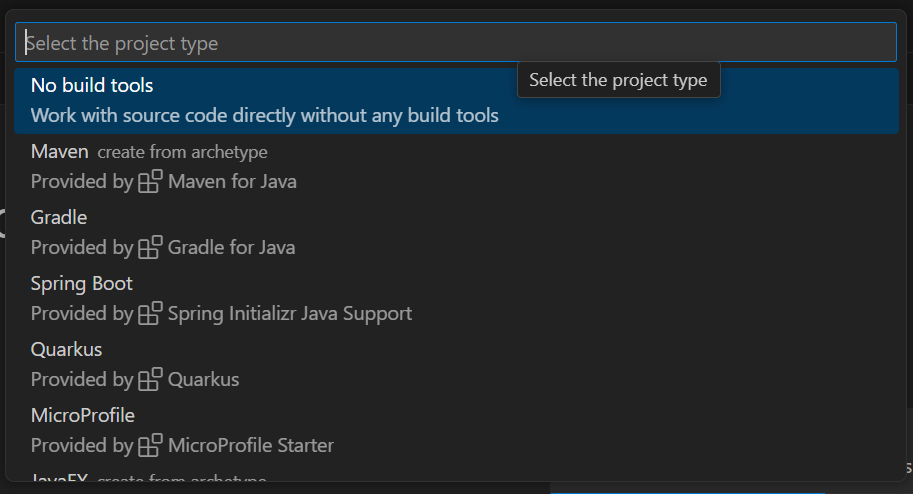 Select the project type
No build tools
Select the project type
Work with source code directly without any build tools
Maven create from archetype
Provided by Maven for Java
Gradle
Provided by Gradle for Java
Spring Boot
Provided by Spring Initializr Java Support
Quarkus
Provided by Quarkus
MicroProfile
Provided by MicroProfile Starter
JavaFX create from archetype